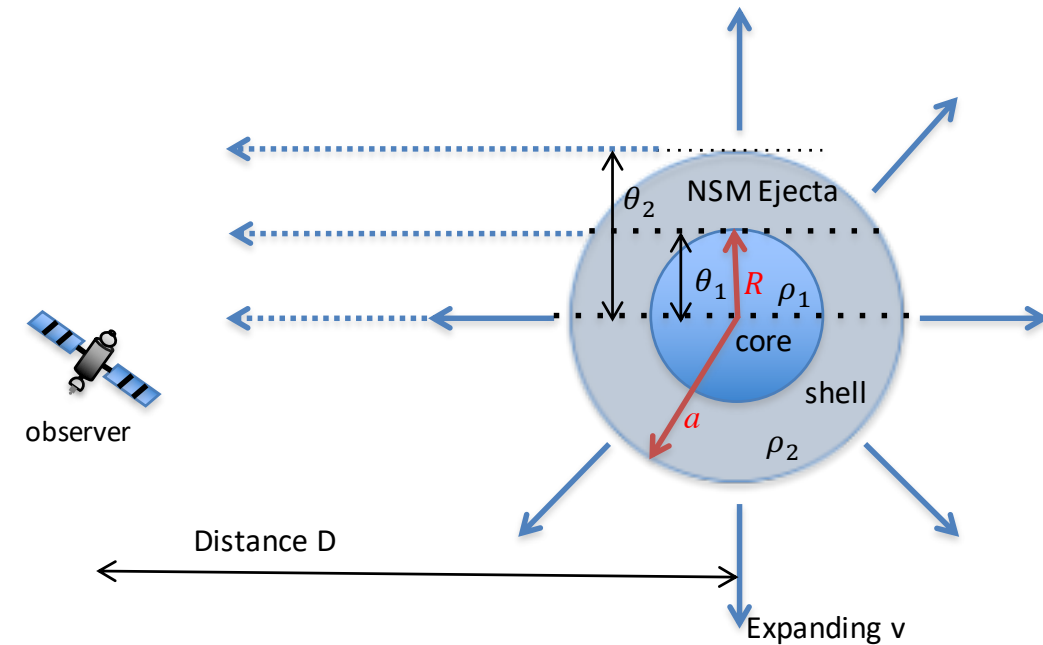 NSM Ejecta
θ₂
θ₁
R
ρ₁
core
shell
a
ρ₂
observer
Distance D
Expanding v